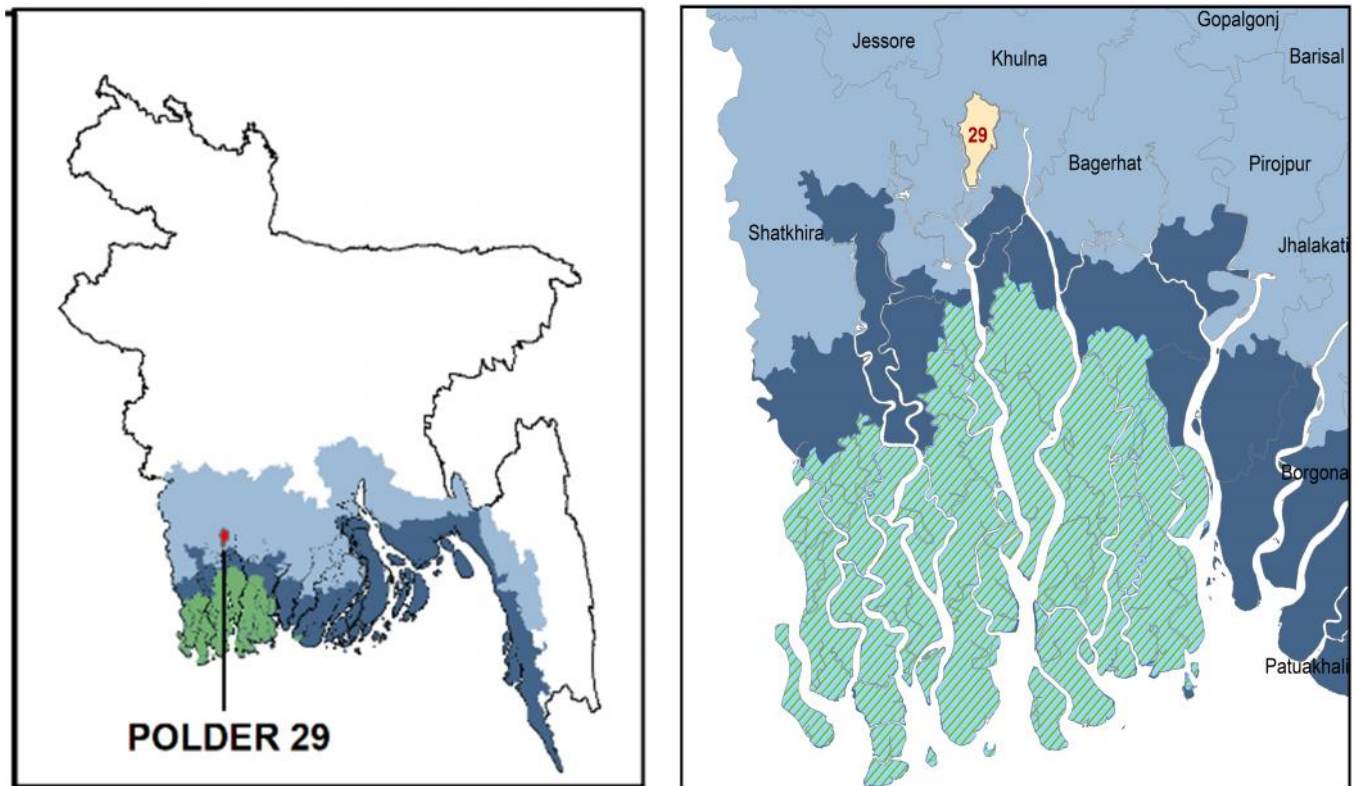 POLDER 29
Gopalgonj
Jessore
Khulna
Barisal
29
Bagerhat
Pirojpur
Shatkhira
Jhalakati
Borgona
Patuakhali